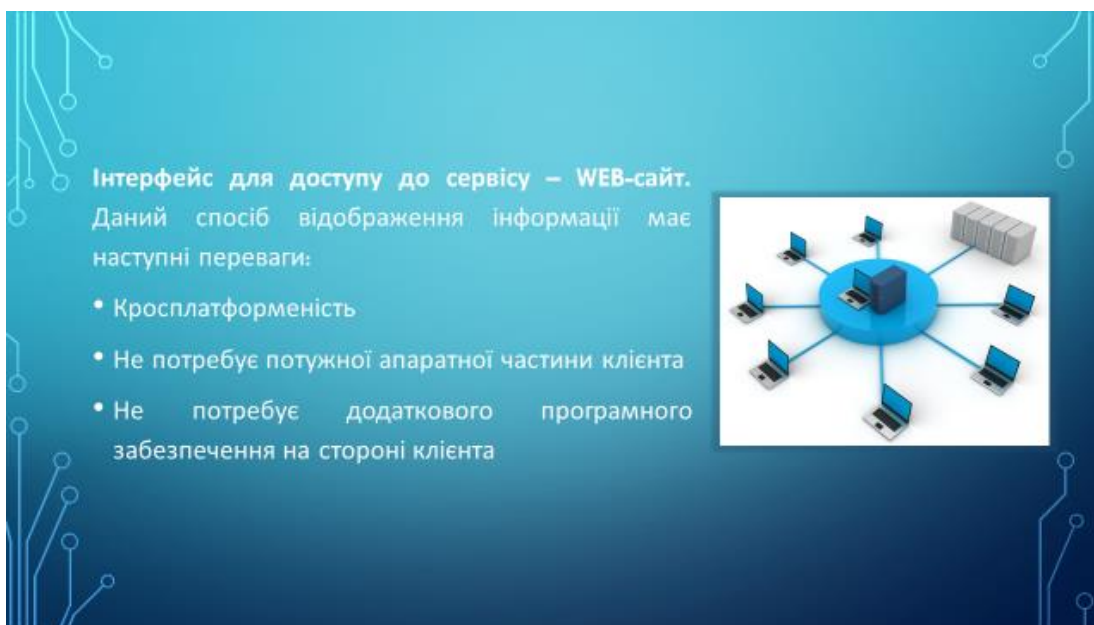 Інтерфейс для доступу до сервісу – WEB-сайт.
Даний спосіб відображення інформації має
наступні переваги:
• Кросплатформеність
• Не потребує потужної апаратної частини клієнта
• Не потребує додаткового програмного
забезпечення на стороні клієнта